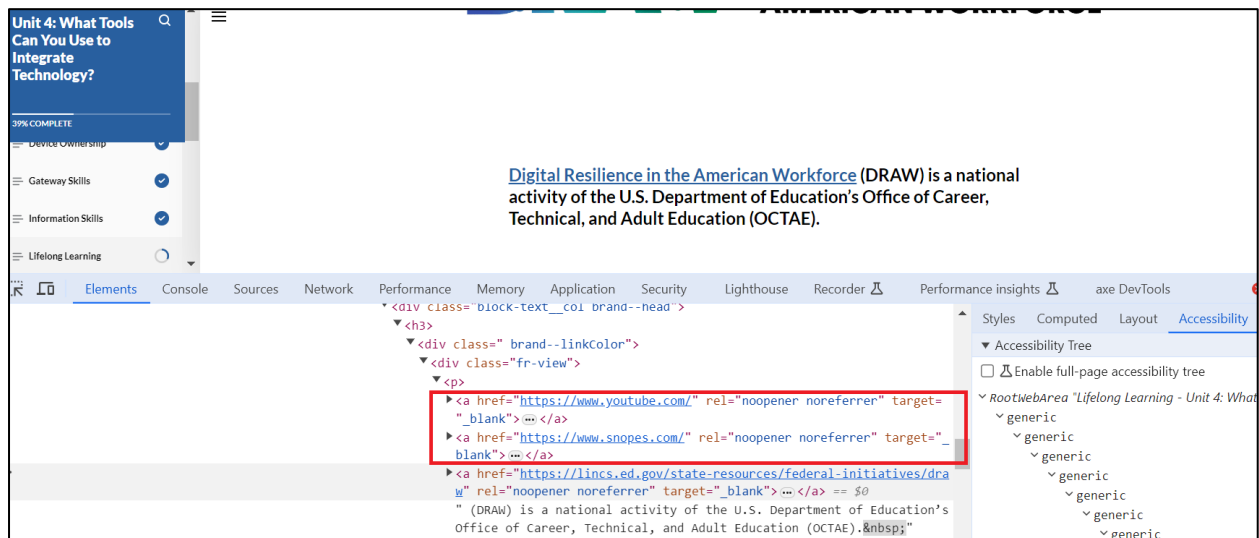 AMERICAN WORKFORCE
Unit 4: What Tools
Can You Use to
Integrate
Technology?
39% COMPLETE
Device Ownership
Gateway Skills
Information Skills
Lifelong Learning
Digital Resilience in the American Workforce (DRAW) is a national
activity of the U.S. Department of Education’s Office of Career,
Technical, and Adult Education (OCTAE).
Elements Console Sources Network Performance Memory Application Security Lighthouse Recorder Performance insights axe DevTools
<div class="block-text__col brand--head">
<h3>
<div class=" brand--linkColor">
<div class="fr-view">
<p>
<a href="https://www.youtube.com/" rel="noopener noreferrer" target=
"_blank"> … </a>
<a href="https://www.snopes.com/" rel="noopener noreferrer" target="_
blank"> … </a>
<a href="https://lincs.ed.gov/state-resources/federal-initiatives/dra
w" rel="noopener noreferrer" target="_blank"> … </a> == $0
" (DRAW) is a national activity of the U.S. Department of Education’s
Office of Career, Technical, and Adult Education (OCTAE).&nbsp;"
Styles Computed Layout Accessibility
Accessibility Tree
Enable full-page accessibility tree
RootWebArea "Lifelong Learning - Unit 4: What
generic
generic
generic
generic
generic
generic
generic